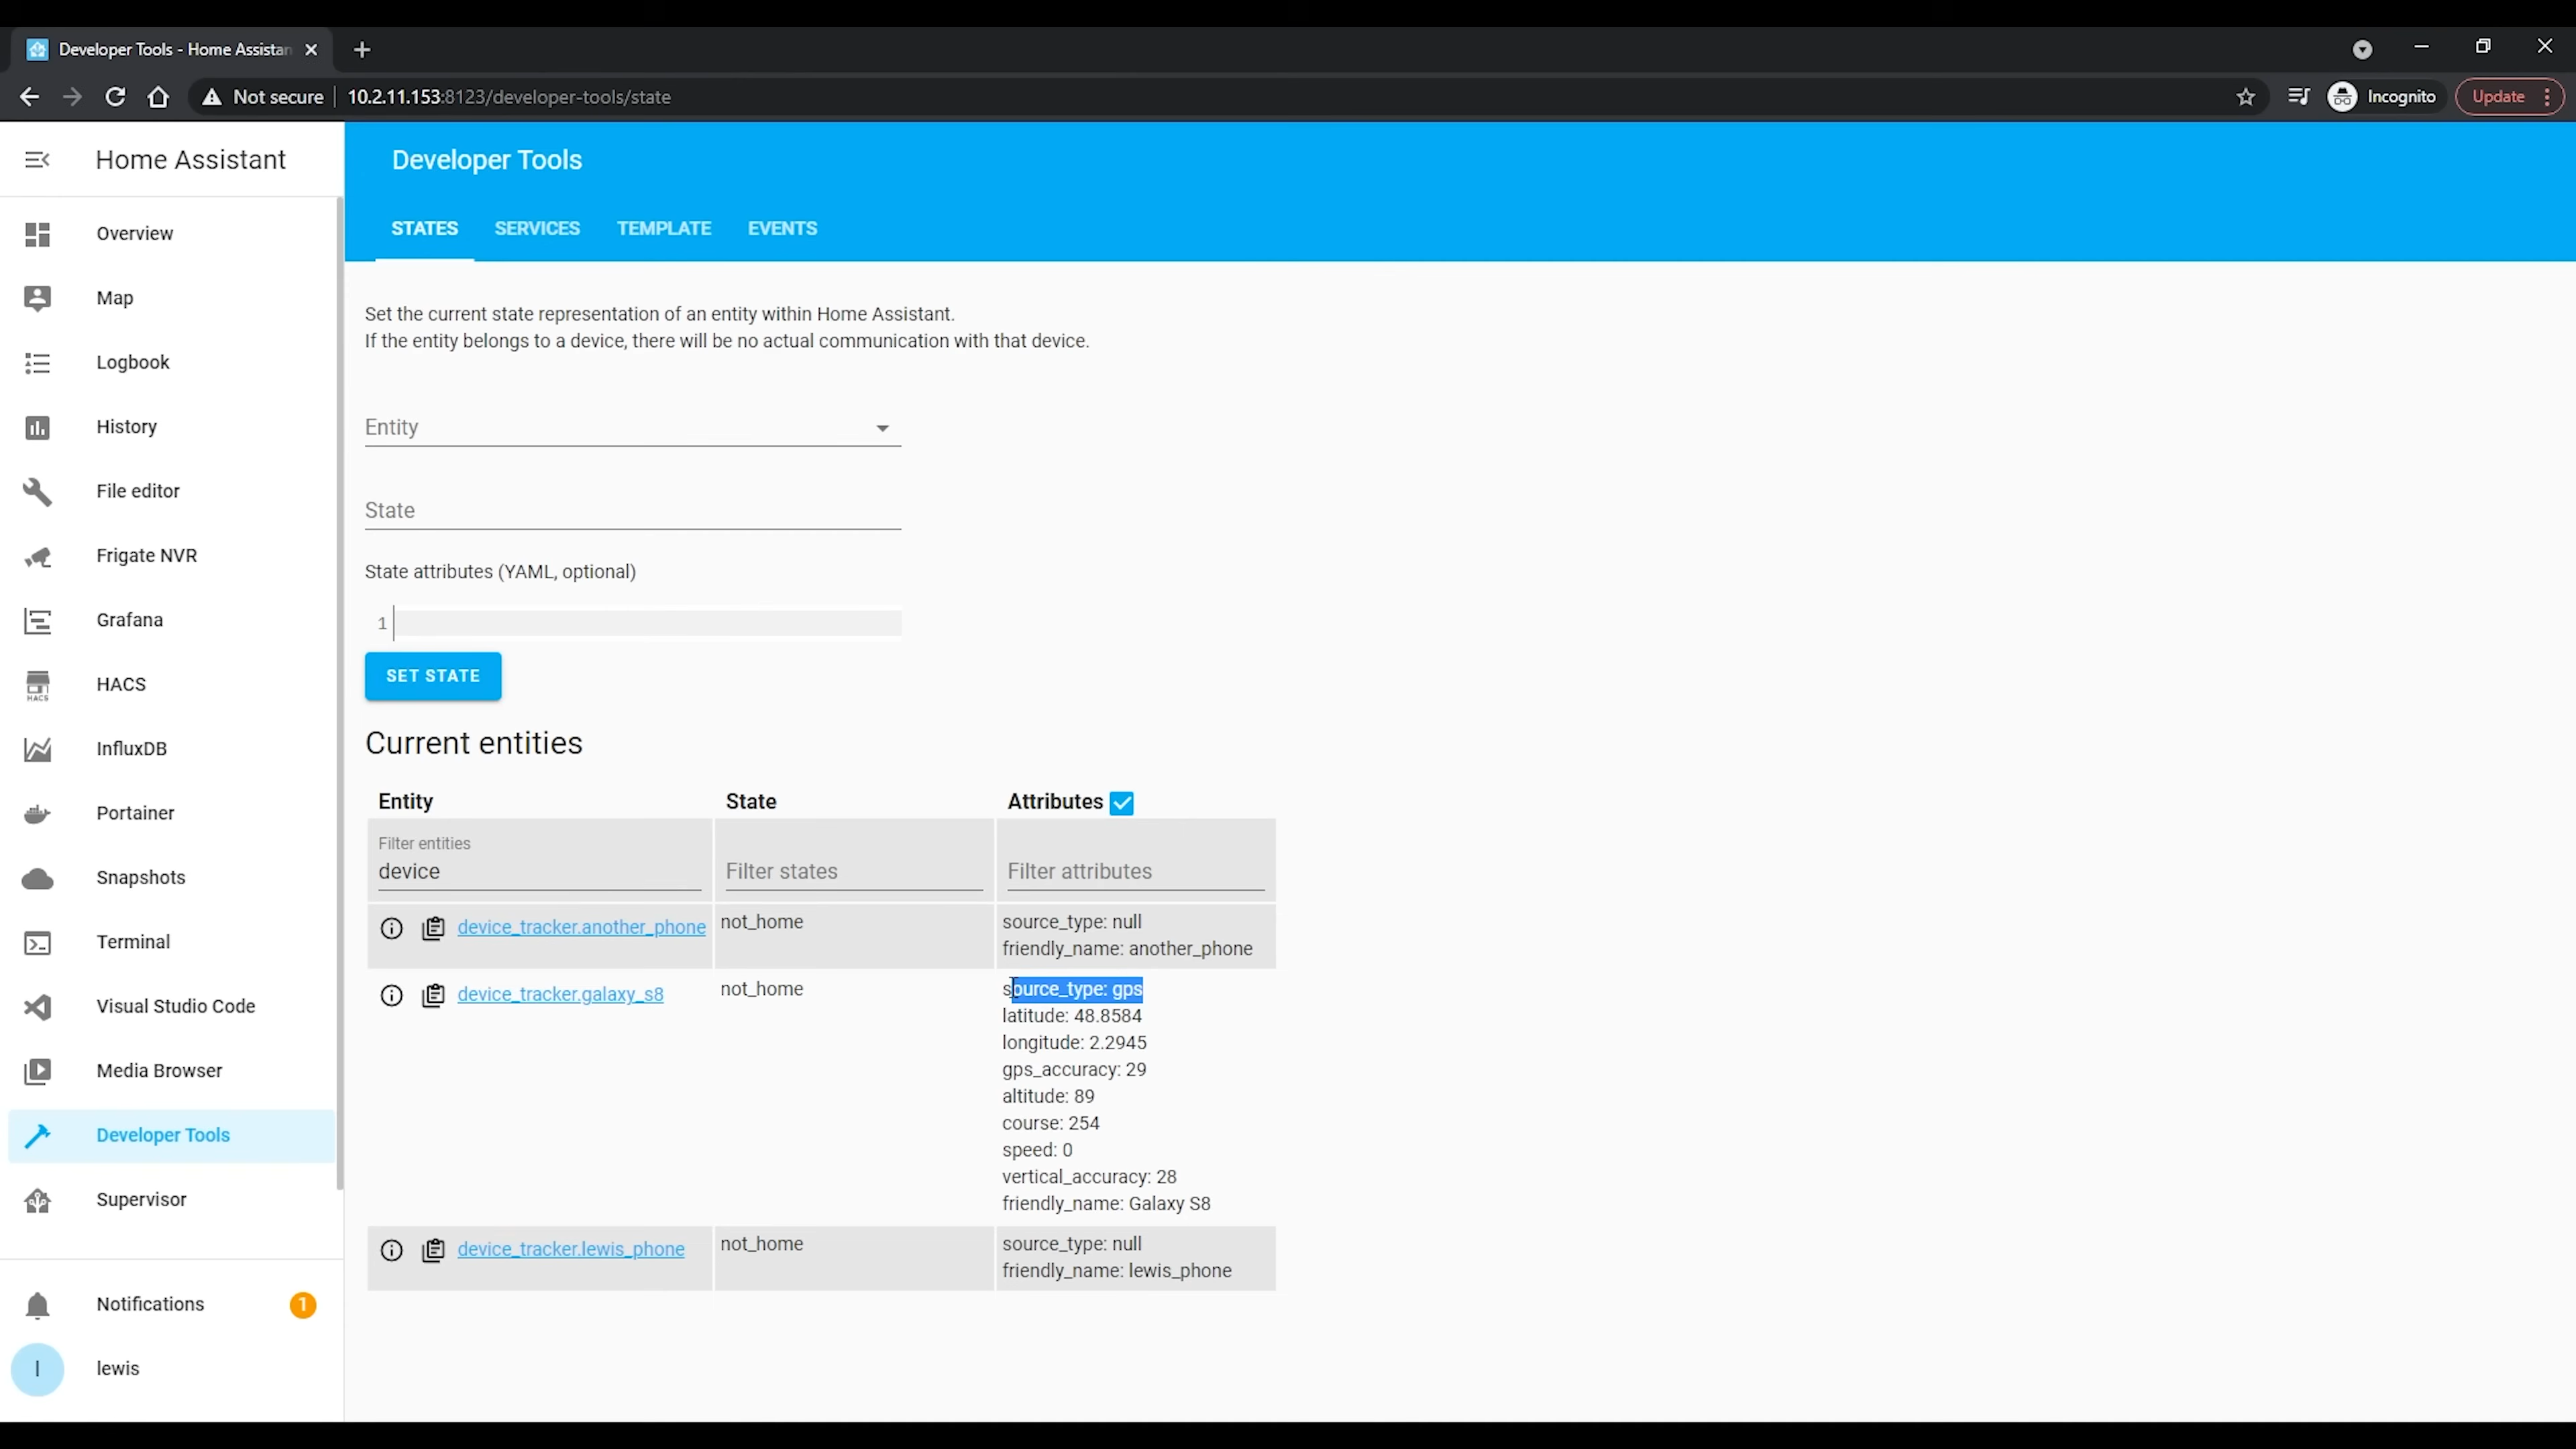 Developer Tools - Home Assistan
Not secure
10.2.11.153:8123/developer-tools/state
Incognito
Update
Home Assistant
Overview
Map
Logbook
History
File editor
Frigate NVR
Grafana
HACS
HACS
InfluxDB
Portainer
Snapshots
Terminal
Visual Studio Code
Media Browser
Developer Tools
Supervisor
Notifications
1
l
lewis
Developer Tools
STATES SERVICES TEMPLATE EVENTS
Set the current state representation of an entity within Home Assistant.
If the entity belongs to a device, there will be no actual communication with that device.
Entity
State
State attributes (YAML, optional)
1
SET STATE
Current entities
Entity State Attributes
Filter entities
device Filter states Filter attributes
device_tracker.another_phone not_home source_type: null
friendly_name: another_phone
device_tracker.galaxy_s8 not_home source_type: gps
latitude: 48.8584
longitude: 2.2945
gps_accuracy: 29
altitude: 89
course: 254
speed: 0
vertical_accuracy: 28
friendly_name: Galaxy S8
device_tracker.lewis_phone not_home source_type: null
friendly_name: lewis_phone